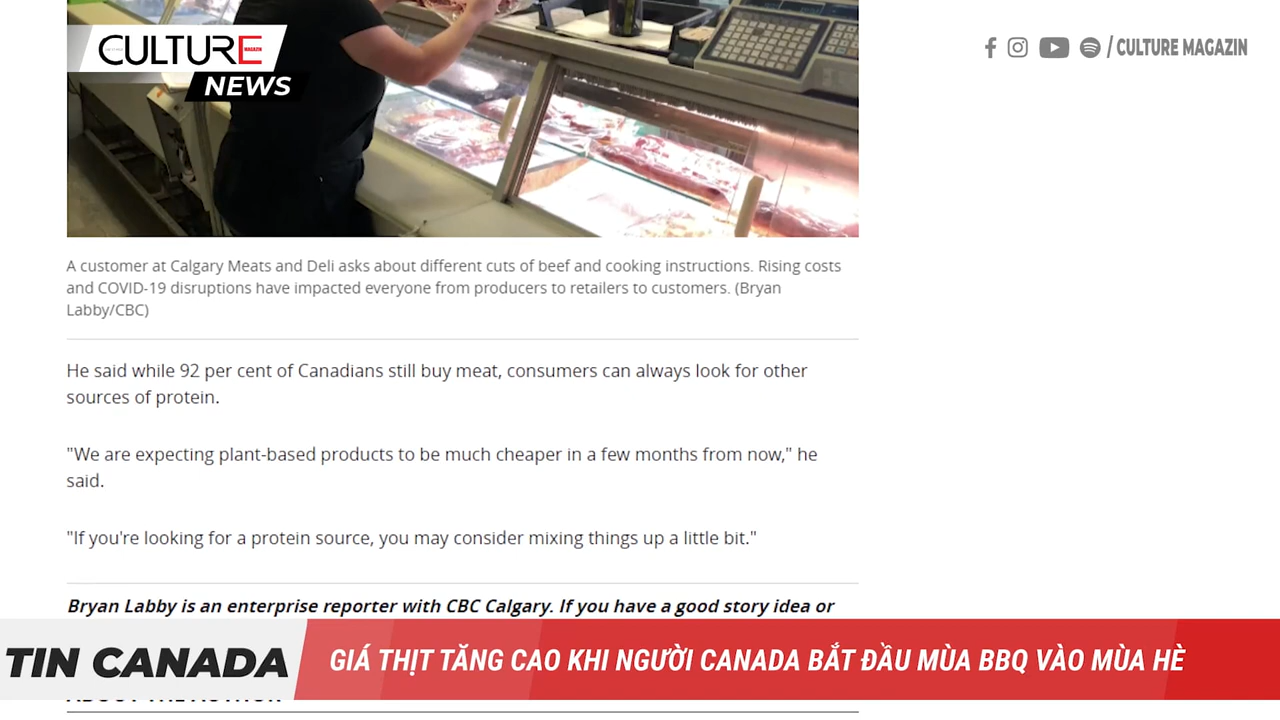 CULTURE
MAGAZIN
NEWS
/ CULTURE MAGAZIN
A customer at Calgary Meats and Deli asks about different cuts of beef and cooking instructions. Rising costs
and COVID-19 disruptions have impacted everyone from producers to retailers to customers. (Bryan
Labby/CBC)
He said while 92 per cent of Canadians still buy meat, consumers can always look for other
sources of protein.
"We are expecting plant-based products to be much cheaper in a few months from now," he
said.
"If you're looking for a protein source, you may consider mixing things up a little bit."
Bryan Labby is an enterprise reporter with CBC Calgary. If you have a good story idea or
TIN CANADA
GIÁ THỊT TĂNG CAO KHI NGƯỜI CANADA BẮT ĐẦU MÙA BBQ VÀO MÙA HÈ